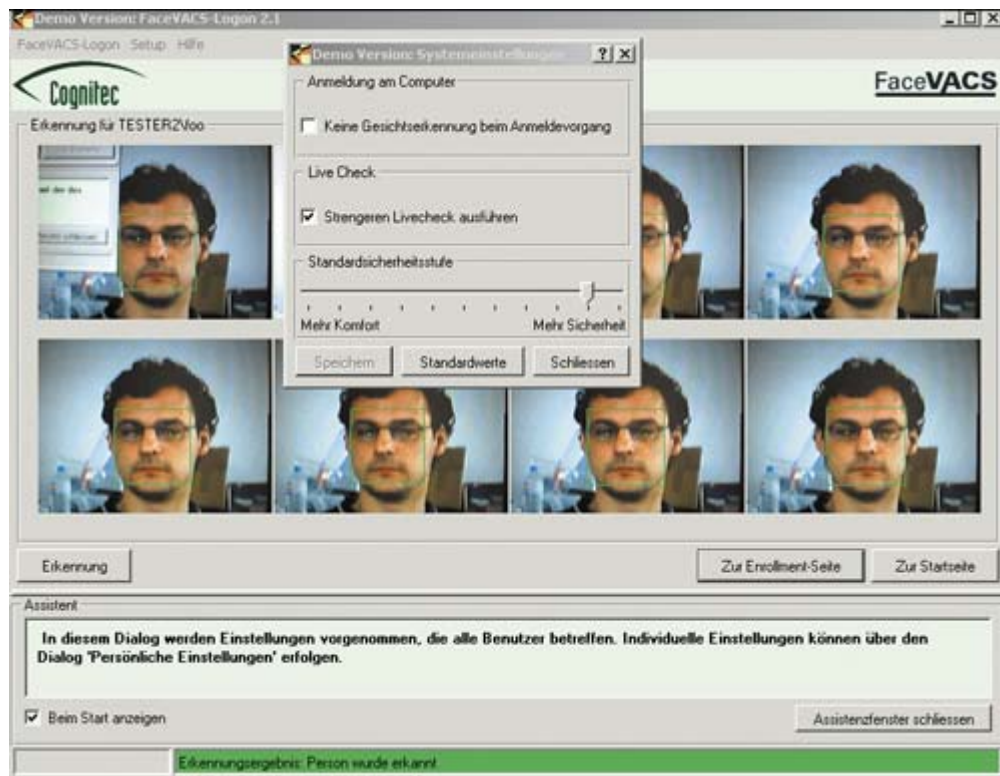 Demo Version: FaceVACS-Logon 2.1
FaceVACS-Logon Setup Hilfe
Cognitec
FaceVACS
Erkennung für TESTER2Voo
Demo Version: Systemeinstellungen
Anmeldung am Computer
Keine Gesichtserkennung beim Anmeldevorgang
Live Check
Strengeren Livecheck ausführen
Standardsicherheitsstufe
Mehr Komfort Mehr Sicherheit
Speichern Standardwerte Schliessen
Erkennung Zur Enrollment-Seite Zur Startseite
Assistent
In diesem Dialog werden Einstellungen vorgenommen, die alle Benutzer betreffen. Individuelle Einstellungen können über den
Dialog 'Persönliche Einstellungen' erfolgen.
Beim Start anzeigen
Assistenzfenster schliessen
Erkennungsergebnis: Person wurde erkannt